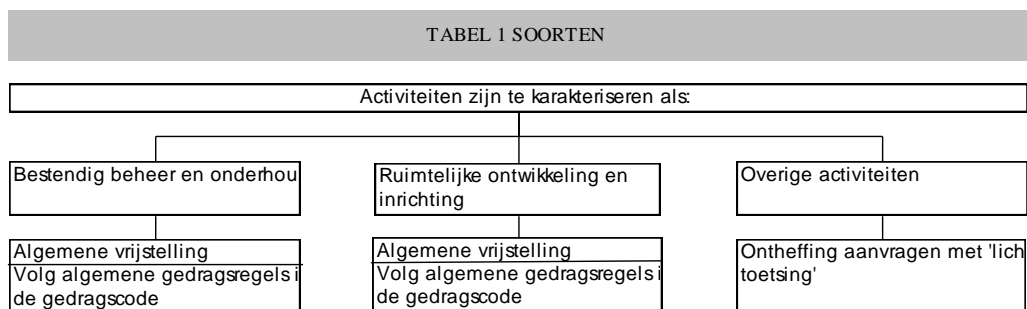 TABEL 1 SOORTEN
Activiteiten zijn te karakteriseren als:
Bestendig beheer en onderhou
Ruimtelijke ontwikkeling en
inrichting
Overige activiteiten
Algemene vrijstelling
Volg algemene gedragsregels i
de gedragscode
Algemene vrijstelling
Volg algemene gedragsregels i
de gedragscode
Ontheffing aanvragen met 'lich
toetsing'